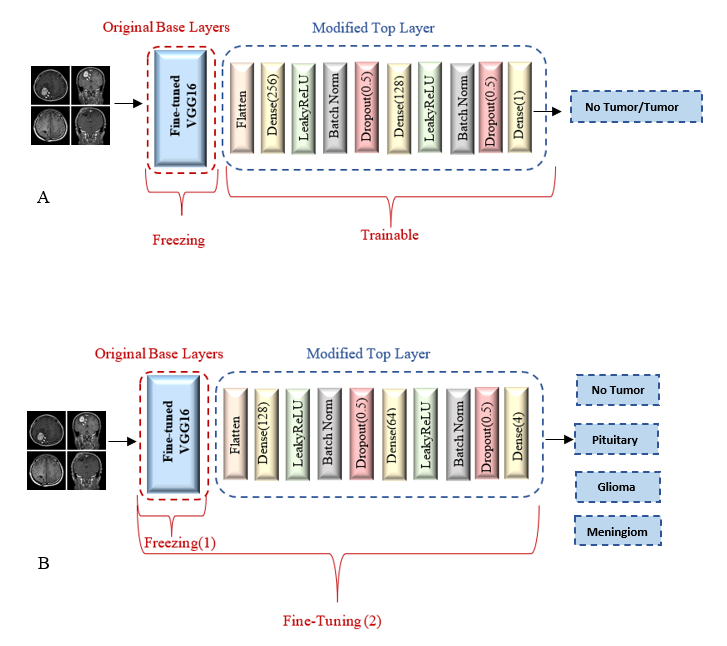 Original Base Layers
Modified Top Layer
Fine-tuned
VGG16
Flatten
Dense(256)
LeakyReLU
Batch Norm
Dropout(0.5)
Dense(128)
LeakyReLU
Batch Norm
Dropout(0.5)
Dense(1)
No Tumor/Tumor
A
Freezing
Trainable
Original Base Layers
Modified Top Layer
Fine-tuned
VGG16
Flatten
Dense(128)
LeakyReLU
Batch Norm
Dropout(0.5)
Dense(64)
LeakyReLU
Batch Norm
Dropout(0.5)
Dense(4)
No Tumor
Pituitary
Glioma
Meningiom
Freezing(1)
B
Fine-Tuning (2)